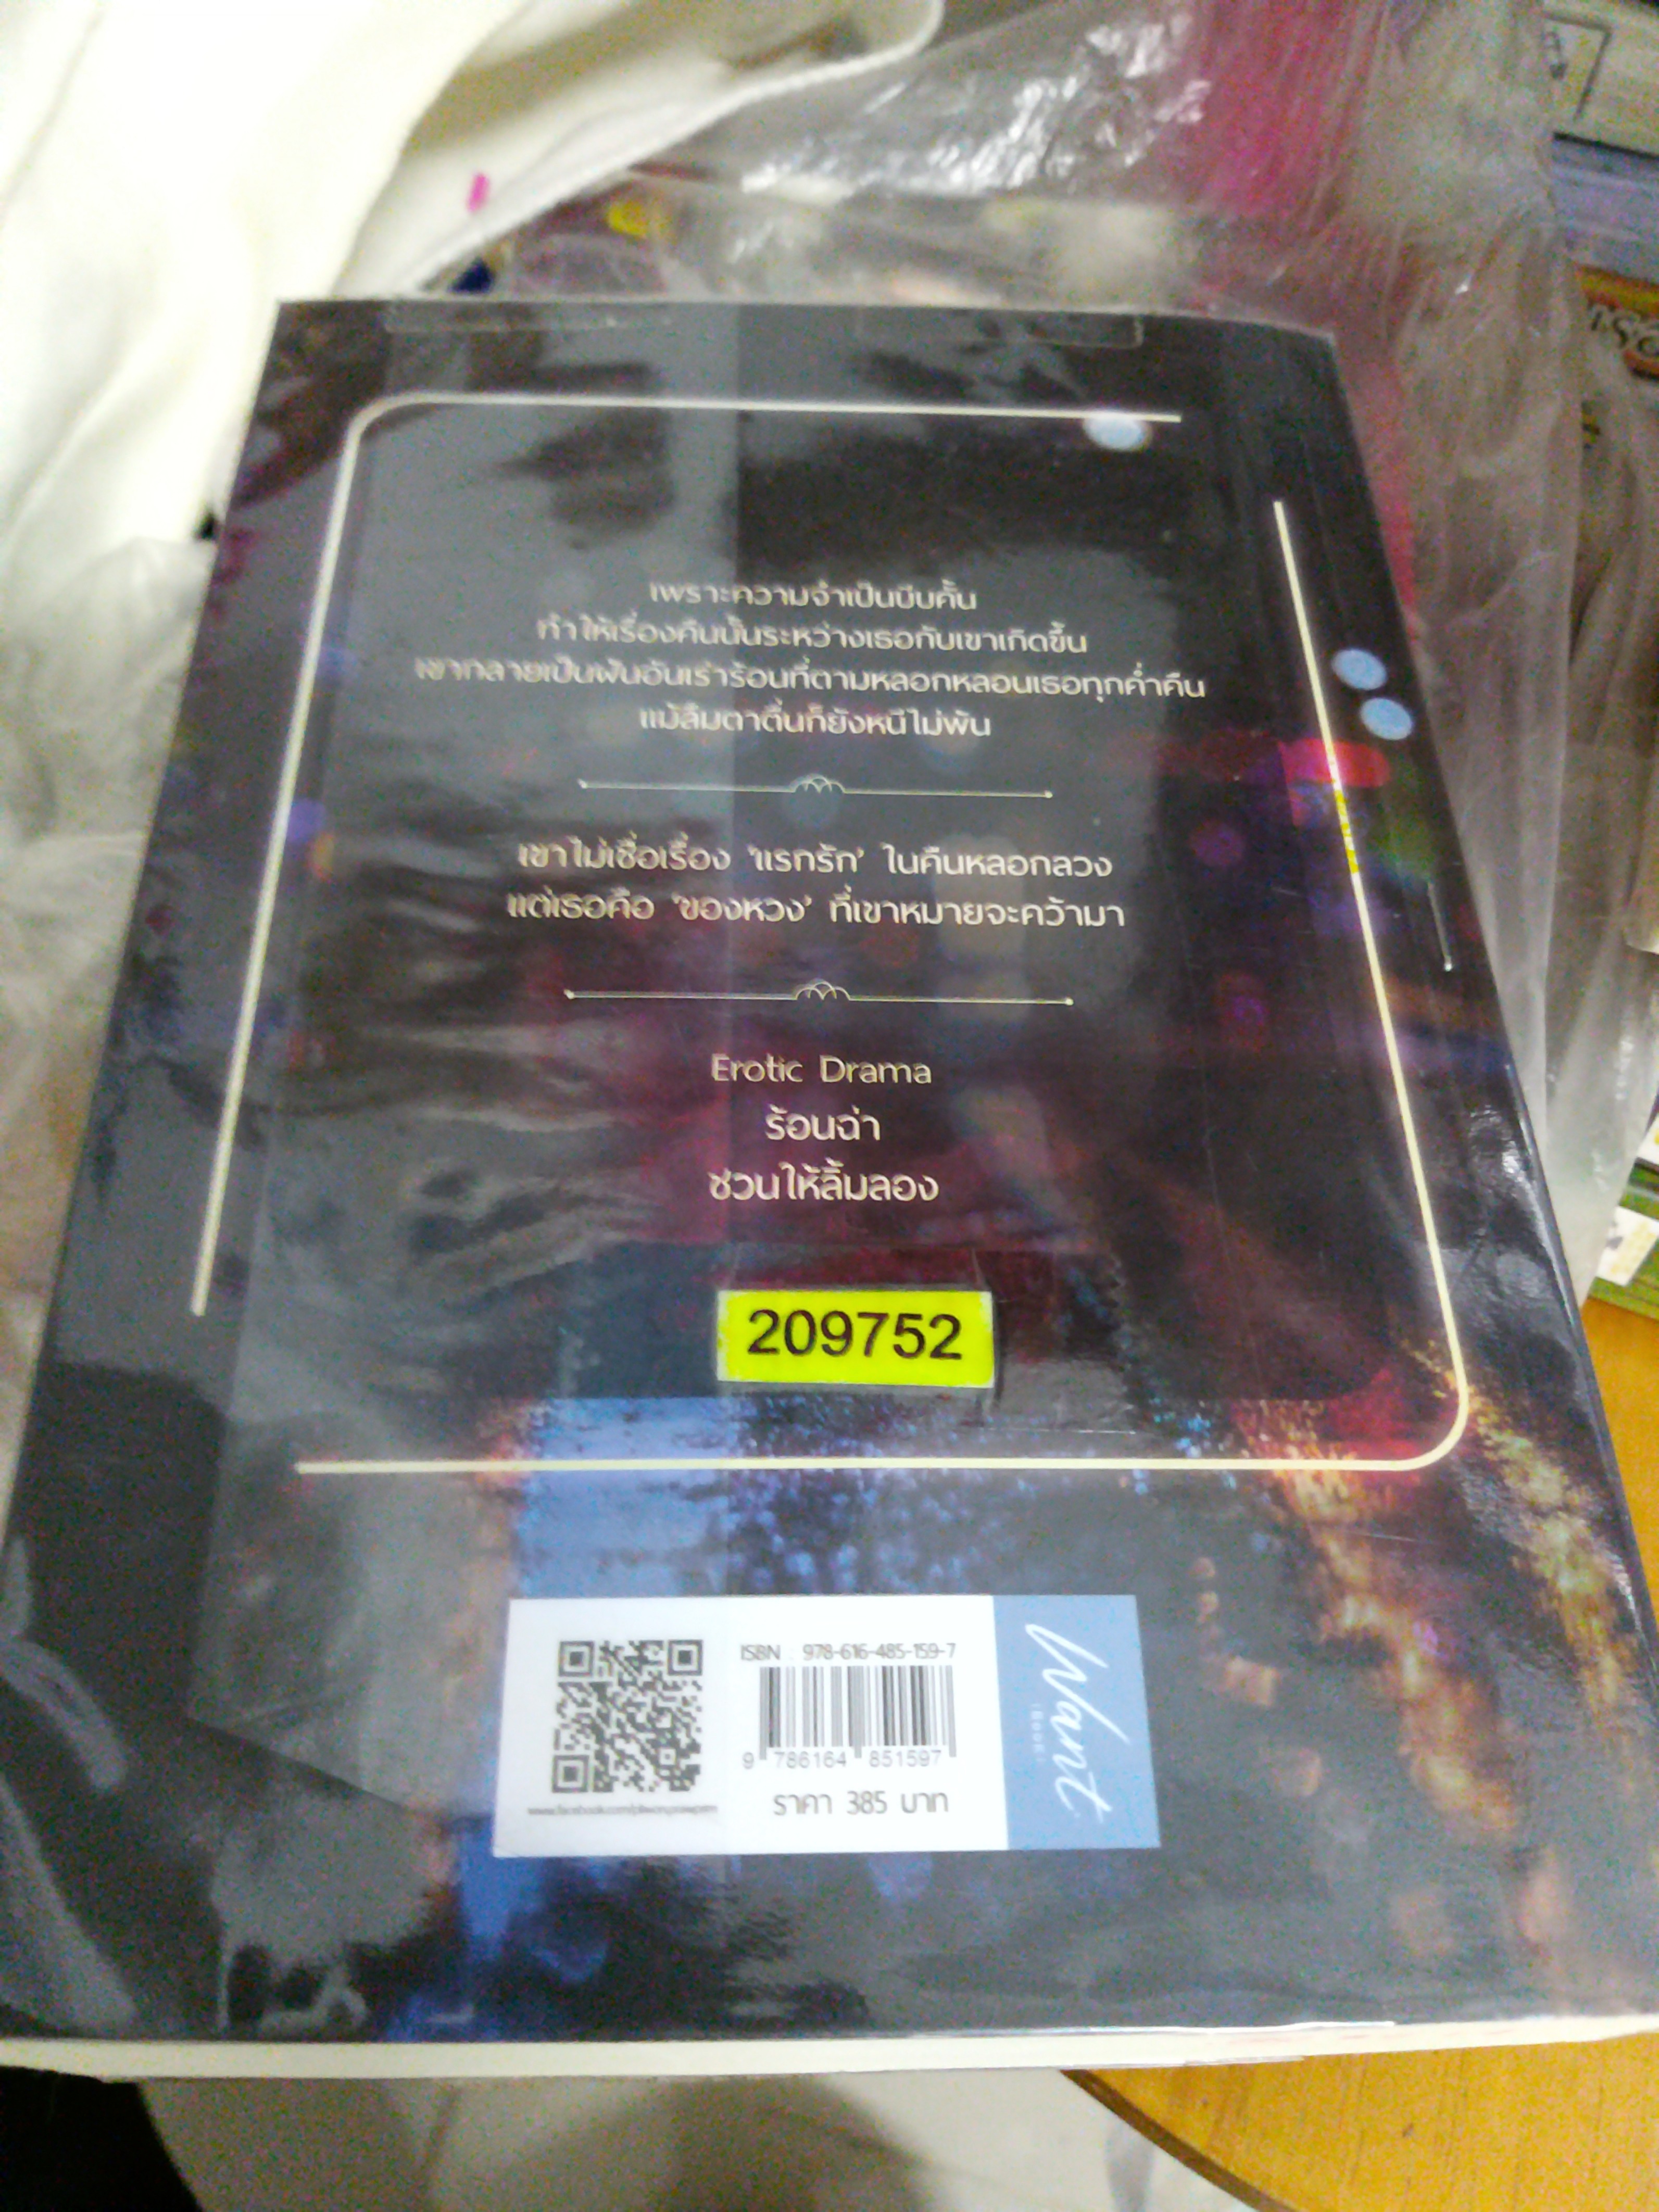 เพราะความจำเป็นบีบคั้น
ทำให้เรื่องคืนนั้นระหว่างเธอกับเขาเกิดขึ้น
เขากลายเป็นฝันอันเร่าร้อนที่ตามหลอกหลอนเธอทุกค่ำคืน
แม้ลืมตาตื่นก็ยังหนีไม่พ้น
เขาไม่เชื่อเรื่อง 'แรกรัก' ในคืนหลอกลวง
แต่เธอคือ 'ของหวง' ที่เขาหมายจะคว้ามา
Erotic Drama
ร้อนฉ่า
ชวนให้ลิ้มลอง
209752
ISBN : 978-616-485-159-7
9 786164 851597
ราคา 385 บาท
Want